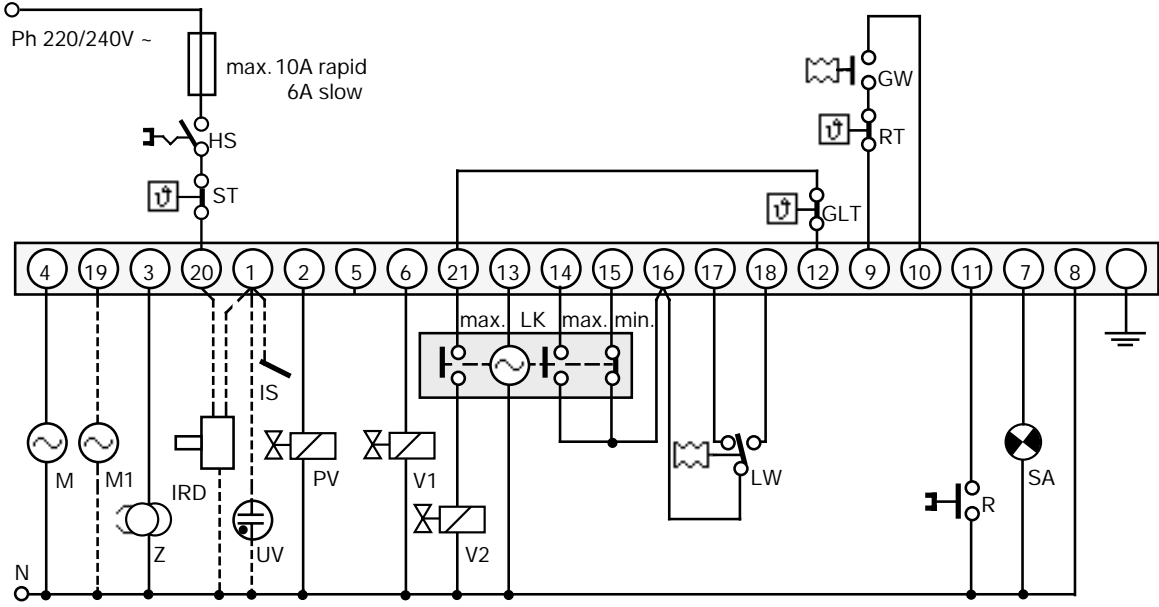 Ph 220/240V ~
max. 10A rapid
6A slow
HS
ST
GW
RT
GLT
4 19 3 20 1 2 5 6 21 13 14 15 16 17 18 12 9 10 11 7 8
max. LK max. min.
IS
M M1 IRD UV PV V1 LW SA
R
Z V2
N
ϑ
ϑ
ϑ